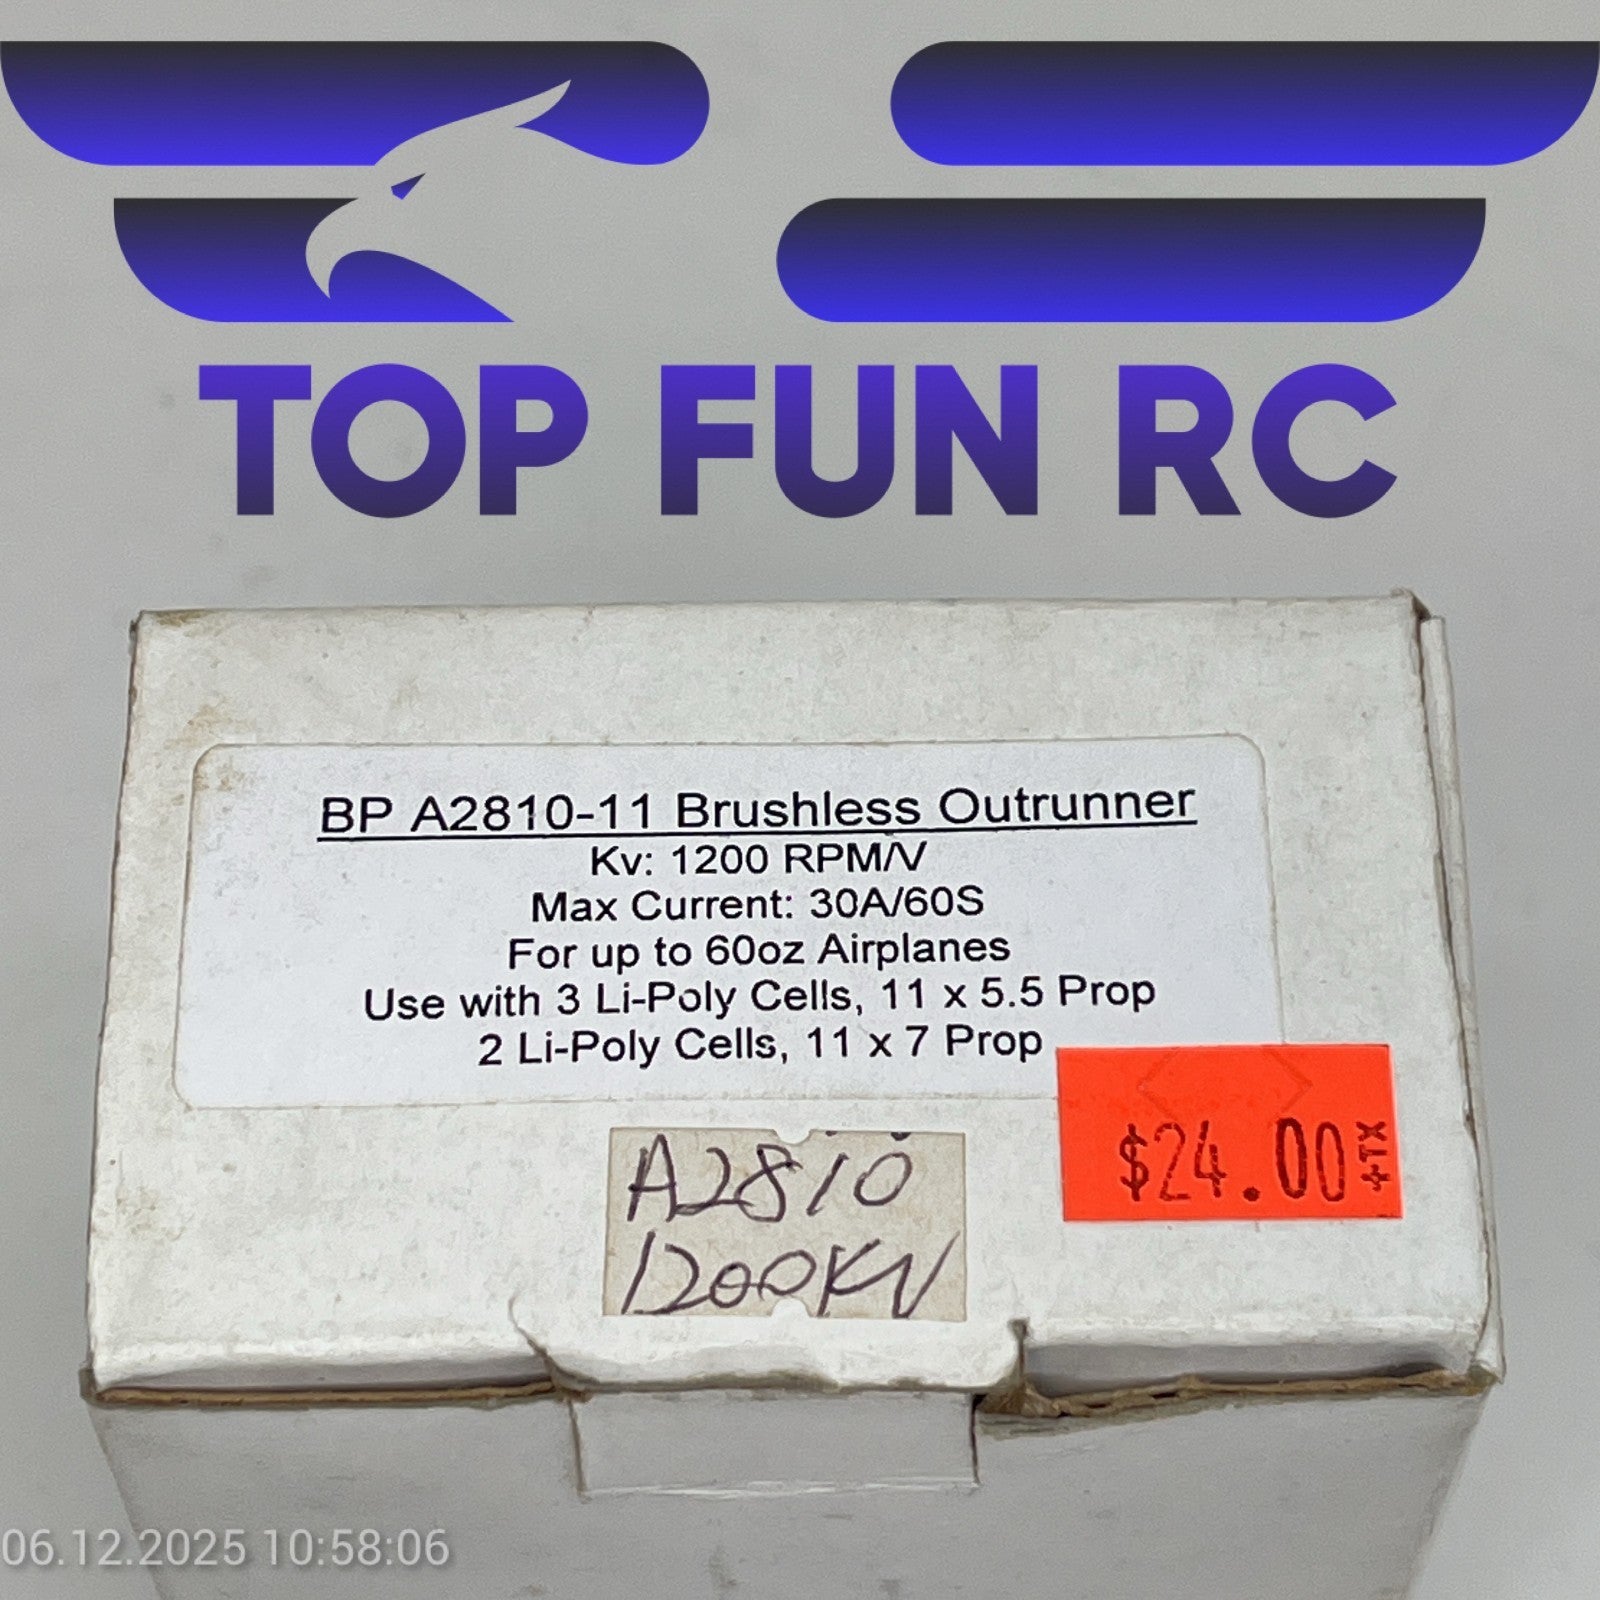 TOP FUN RC
BP A2810-11 Brushless Outrunner
Kv: 1200 RPM/V
Max Current: 30A/60S
For up to 60oz Airplanes
Use with 3 Li-Poly Cells, 11 x 5.5 Prop
2 Li-Poly Cells, 11 x 7 Prop
$24.00 +TX
A2810
1200KV
06.12.2025 10:58:06